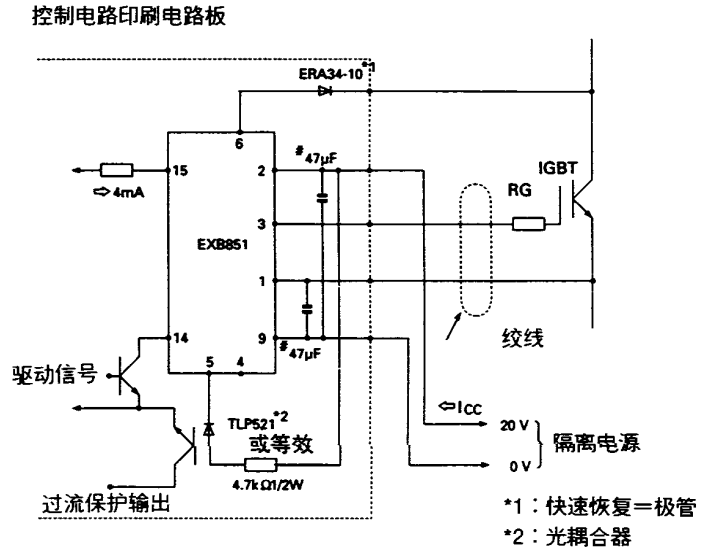 控制电路印刷电路板
ERA34-10*1
6
15
2
# 47μF
IGBT
⇨4mA
RG
3
EXB851
1
14
9
# 47μF
绞线
5
4
驱动信号
⇦ICC
TLP521*2
或等效
20 V
隔离电源
0 V
4.7kΩ1/2W
过流保护输出
*1：快速恢复=极管
*2：光耦合器